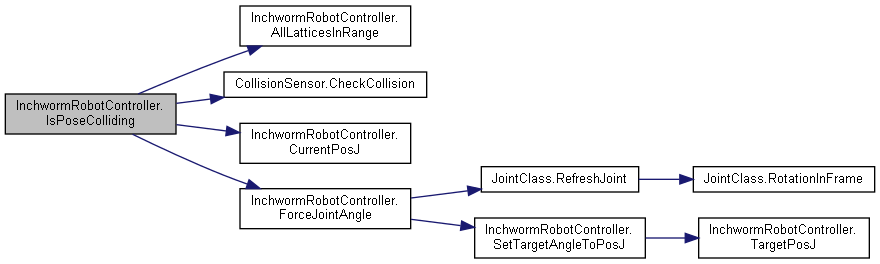 InchwormRobotController.
IsPoseColliding
InchwormRobotController.
AllLatticesInRange
CollisionSensor.CheckCollision
InchwormRobotController.
CurrentPosJ
InchwormRobotController.
ForceJointAngle
JointClass.RefreshJoint
JointClass.RotationInFrame
InchwormRobotController.
SetTargetAngleToPosJ
InchwormRobotController.
TargetPosJ